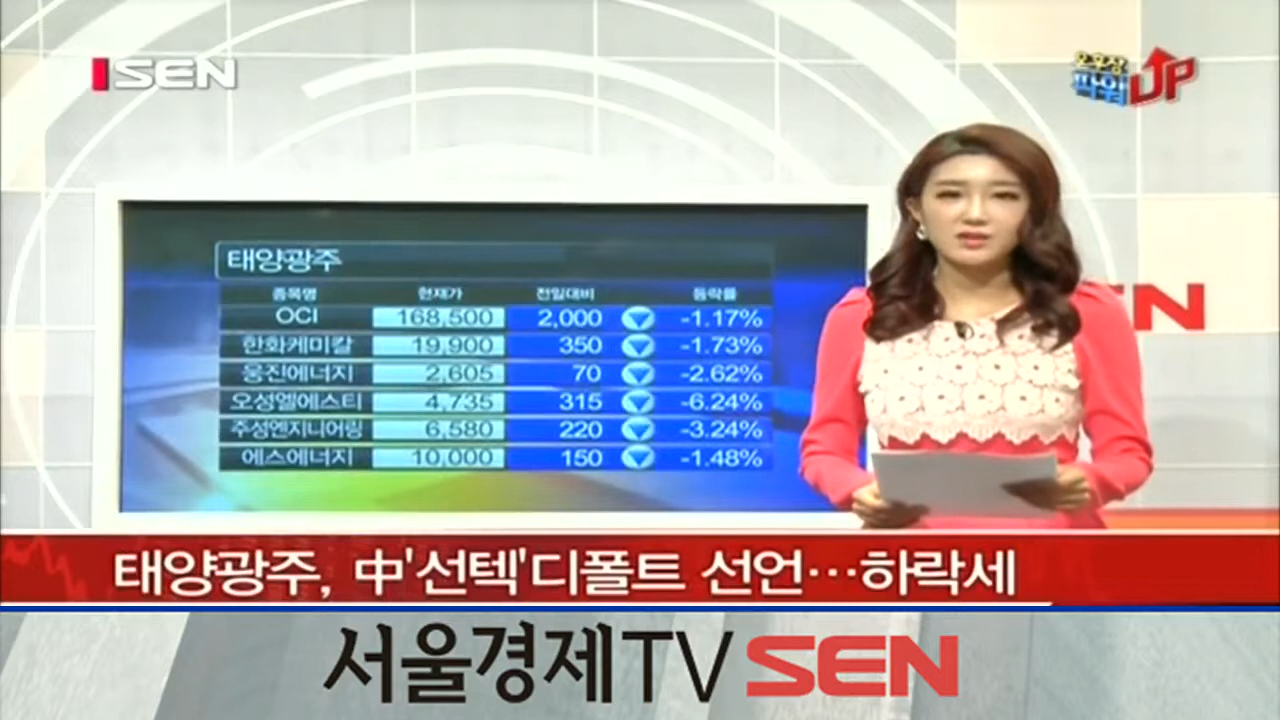 SEN
오후장
파워UP
태양광주
종목명 현재가 전일대비 등락률
OCI 168,500 2,000 -1.17%
한화케미칼 19,900 350 -1.73%
웅진에너지 2,605 70 -2.62%
오성엘에스티 4,735 315 -6.24%
주성엔지니어링 6,580 220 -3.24%
에스에너지 10,000 150 -1.48%
EN
태양광주, 中'선텍'디폴트 선언…하락세
서울경제TV SEN